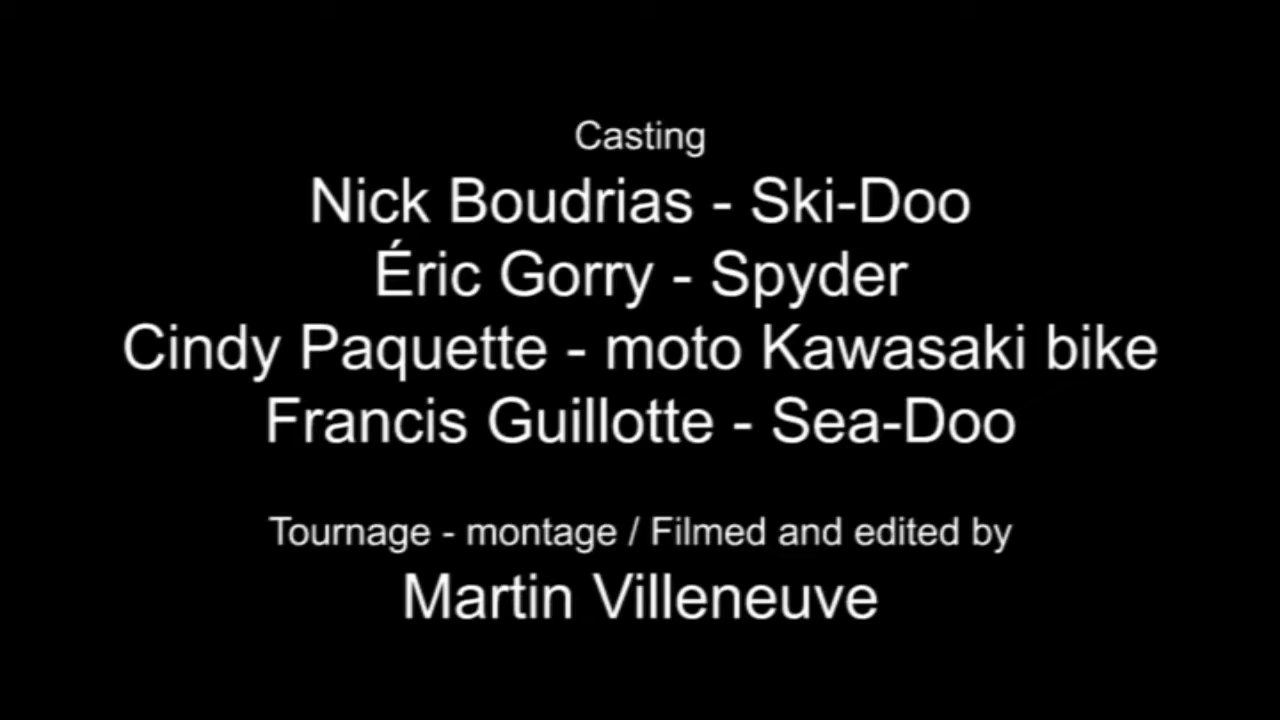 Casting
Nick Boudrias - Ski-Doo
Éric Gorry - Spyder
Cindy Paquette - moto Kawasaki bike
Francis Guillotte - Sea-Doo
Tournage - montage / Filmed and edited by
Martin Villeneuve